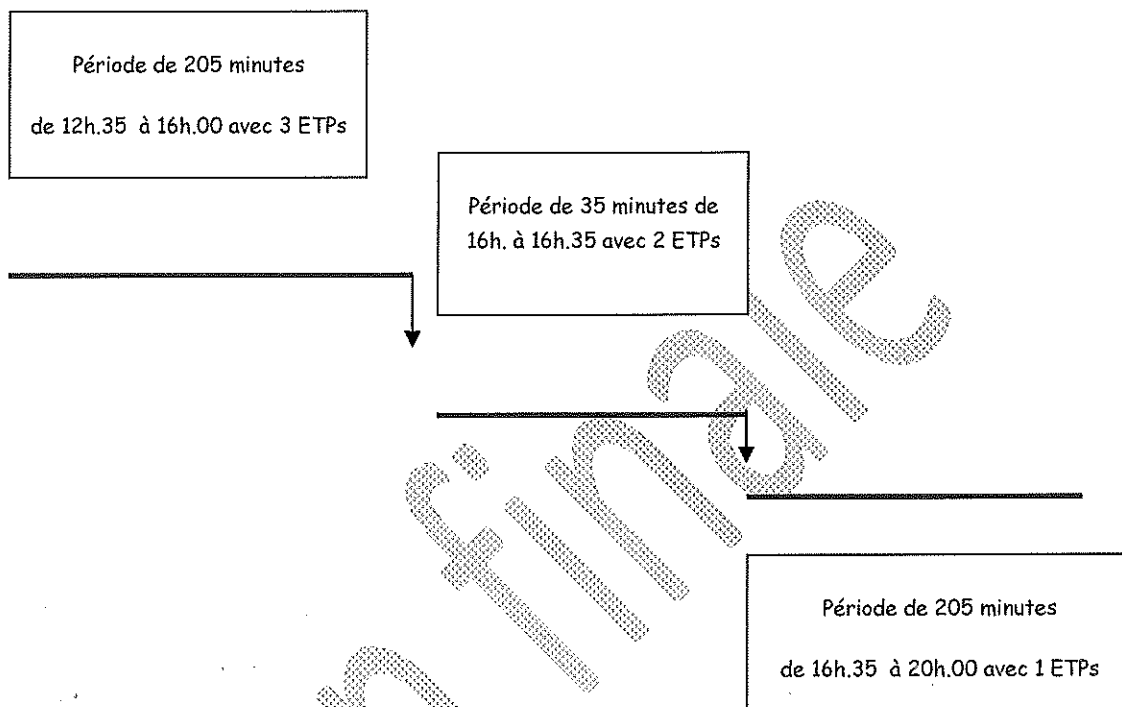 Période de 205 minutes
de 12h.35 à 16h.00 avec 3 ETPs
Période de 35 minutes de
16h. à 16h.35 avec 2 ETPs
n finale
Période de 205 minutes
de 16h.35 à 20h.00 avec 1 ETPs